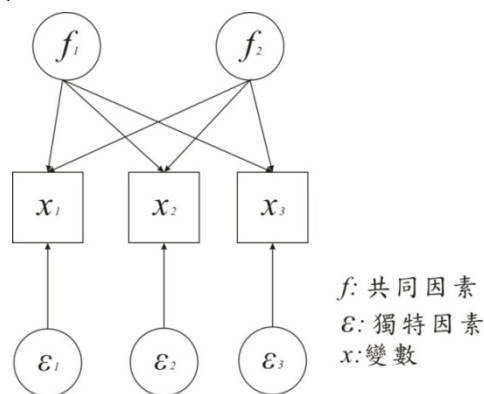 f₁ f₂
x₁ x₂ x₃
f: 共同因素
ε: 獨特因素
x:變數
ε₁ ε₂ ε₃